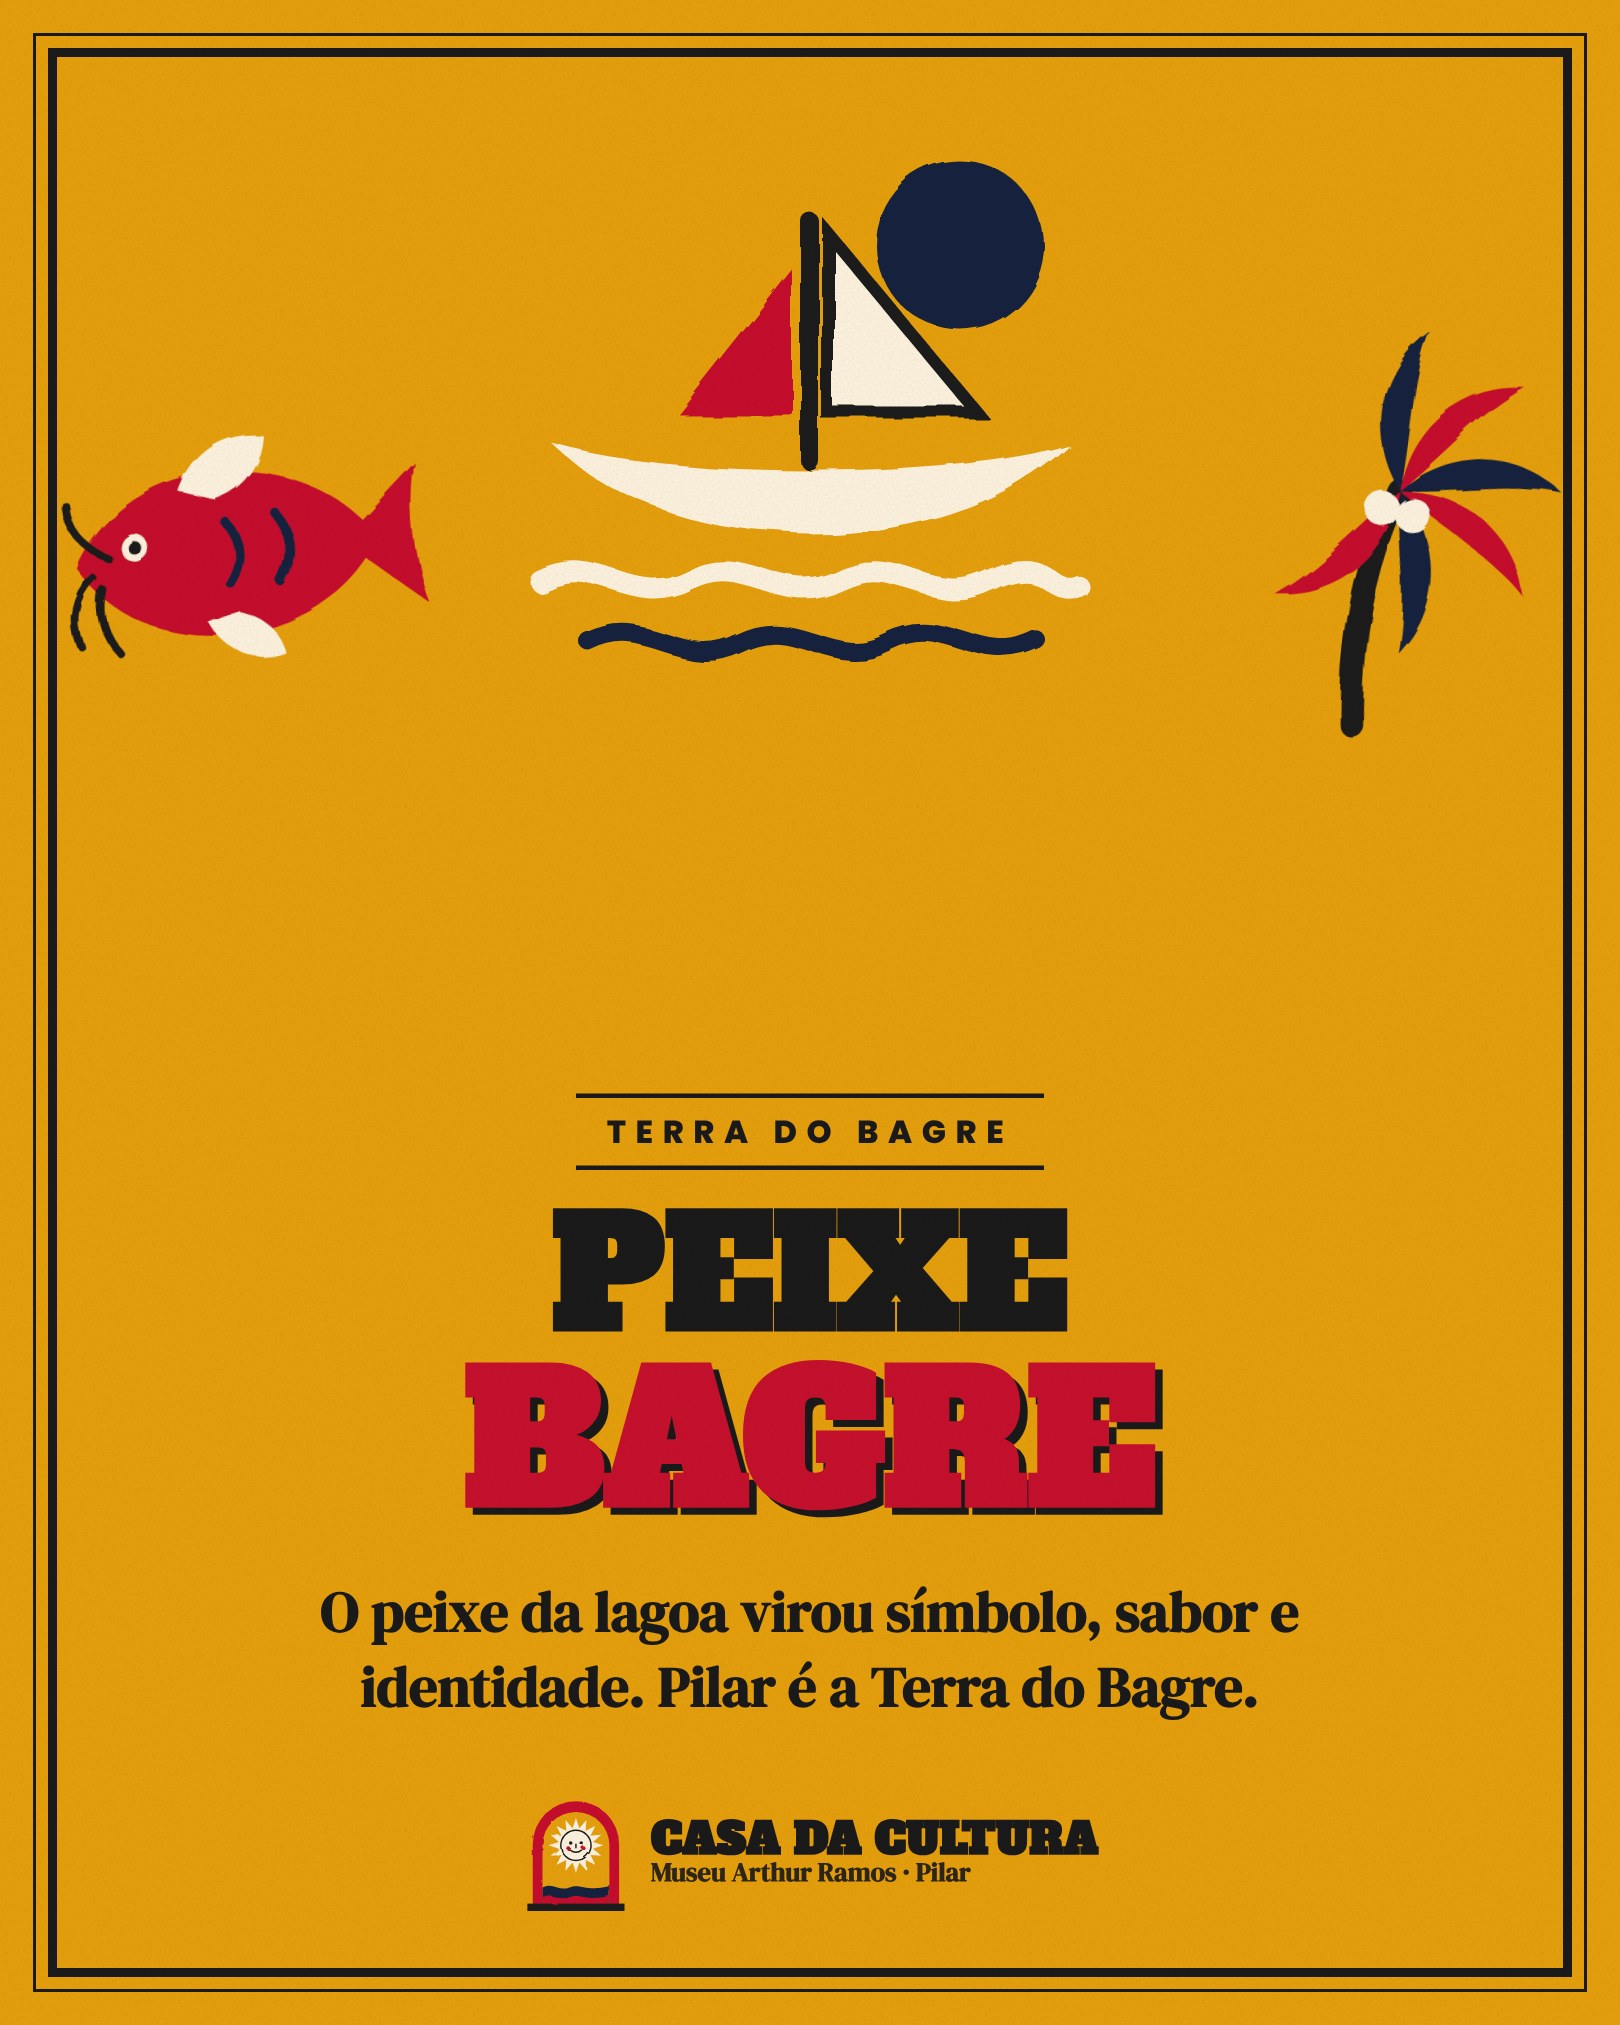 TERRA DO BAGRE
PEIXE
BAGRE
O peixe da lagoa virou símbolo, sabor e
identidade. Pilar é a Terra do Bagre.
CASA DA CULTURA
Museu Arthur Ramos · Pilar